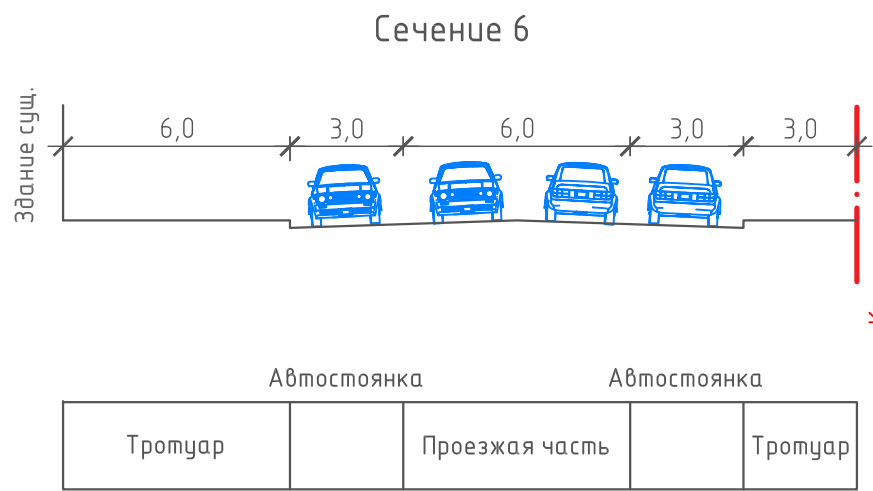 Сечение 6
Здание сущ.
6,0 3,0 6,0 3,0 3,0
Автостоянка Автостоянка
Тротуар Проезжая часть Тротуар